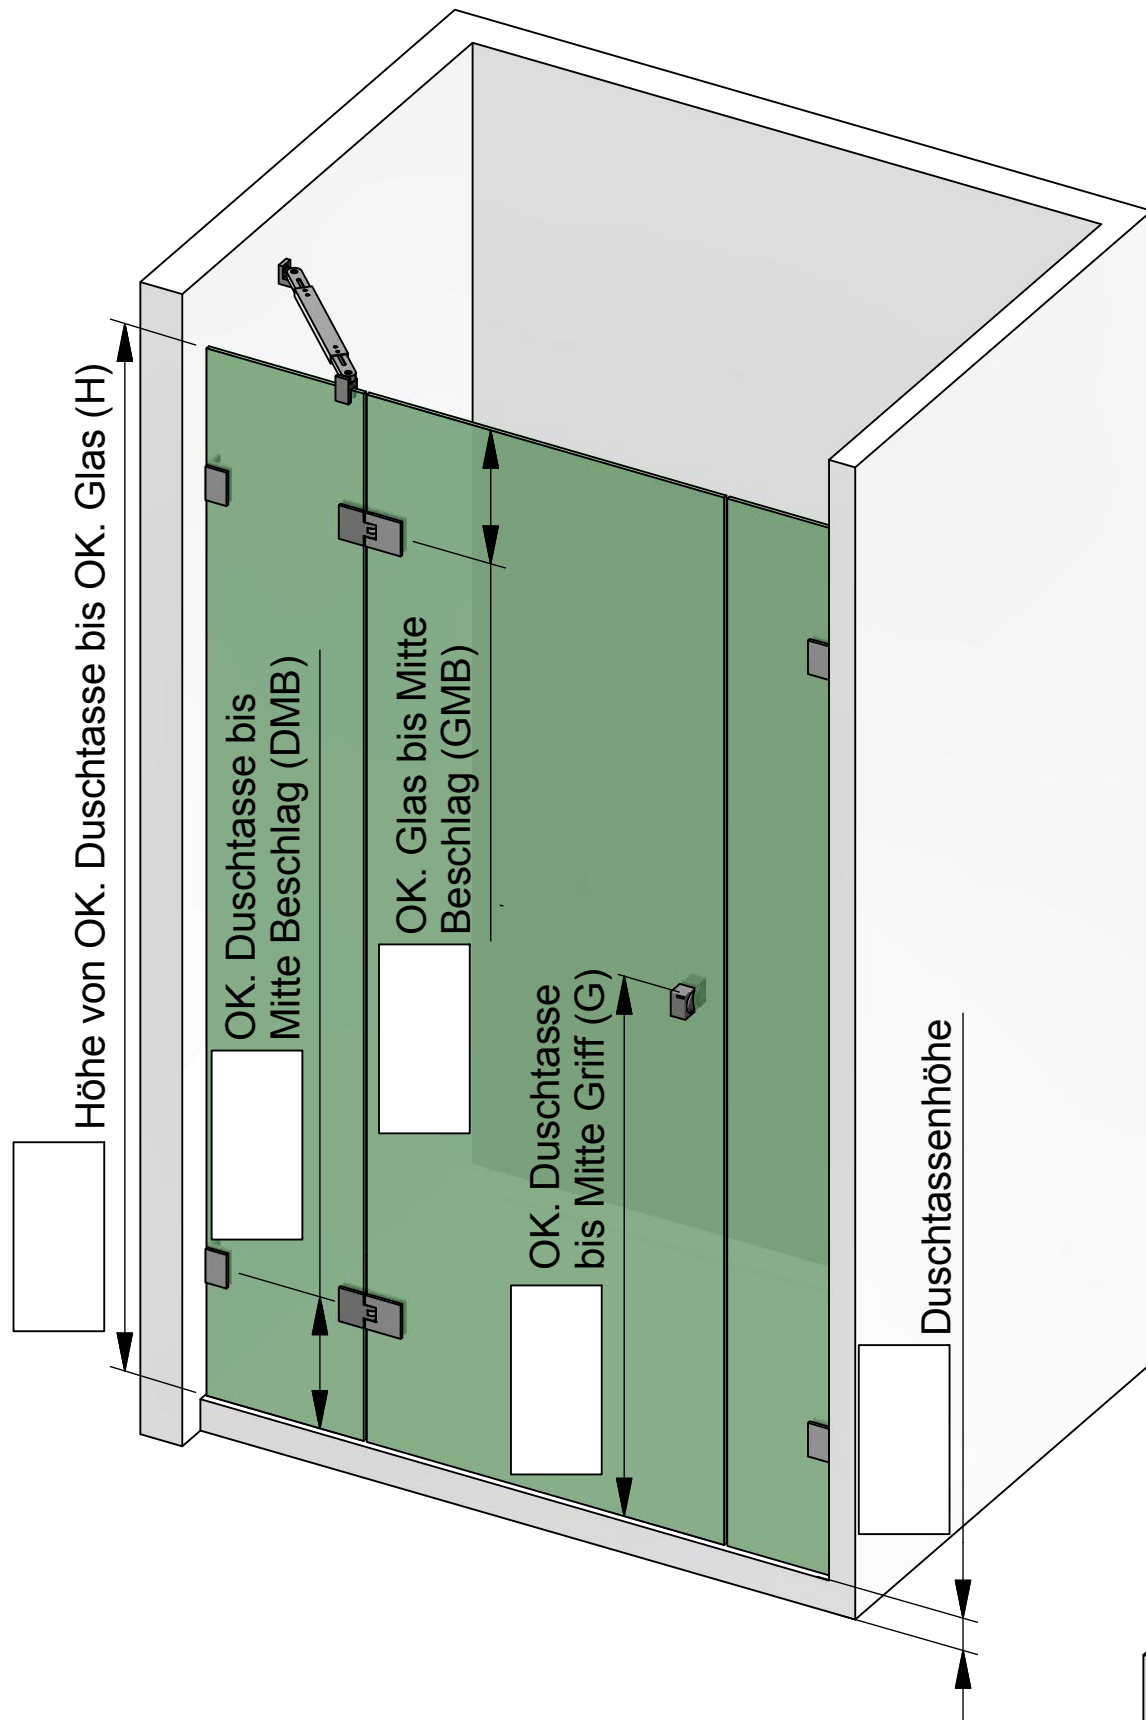 Höhe von OK. Duschtasse bis OK. Glas (H)
OK. Duschtasse bis
Mitte Beschlag (DMB)
OK. Glas bis Mitte
Beschlag (GMB)
OK. Duschtasse
bis Mitte Griff (G)
Duschtassenhöhe